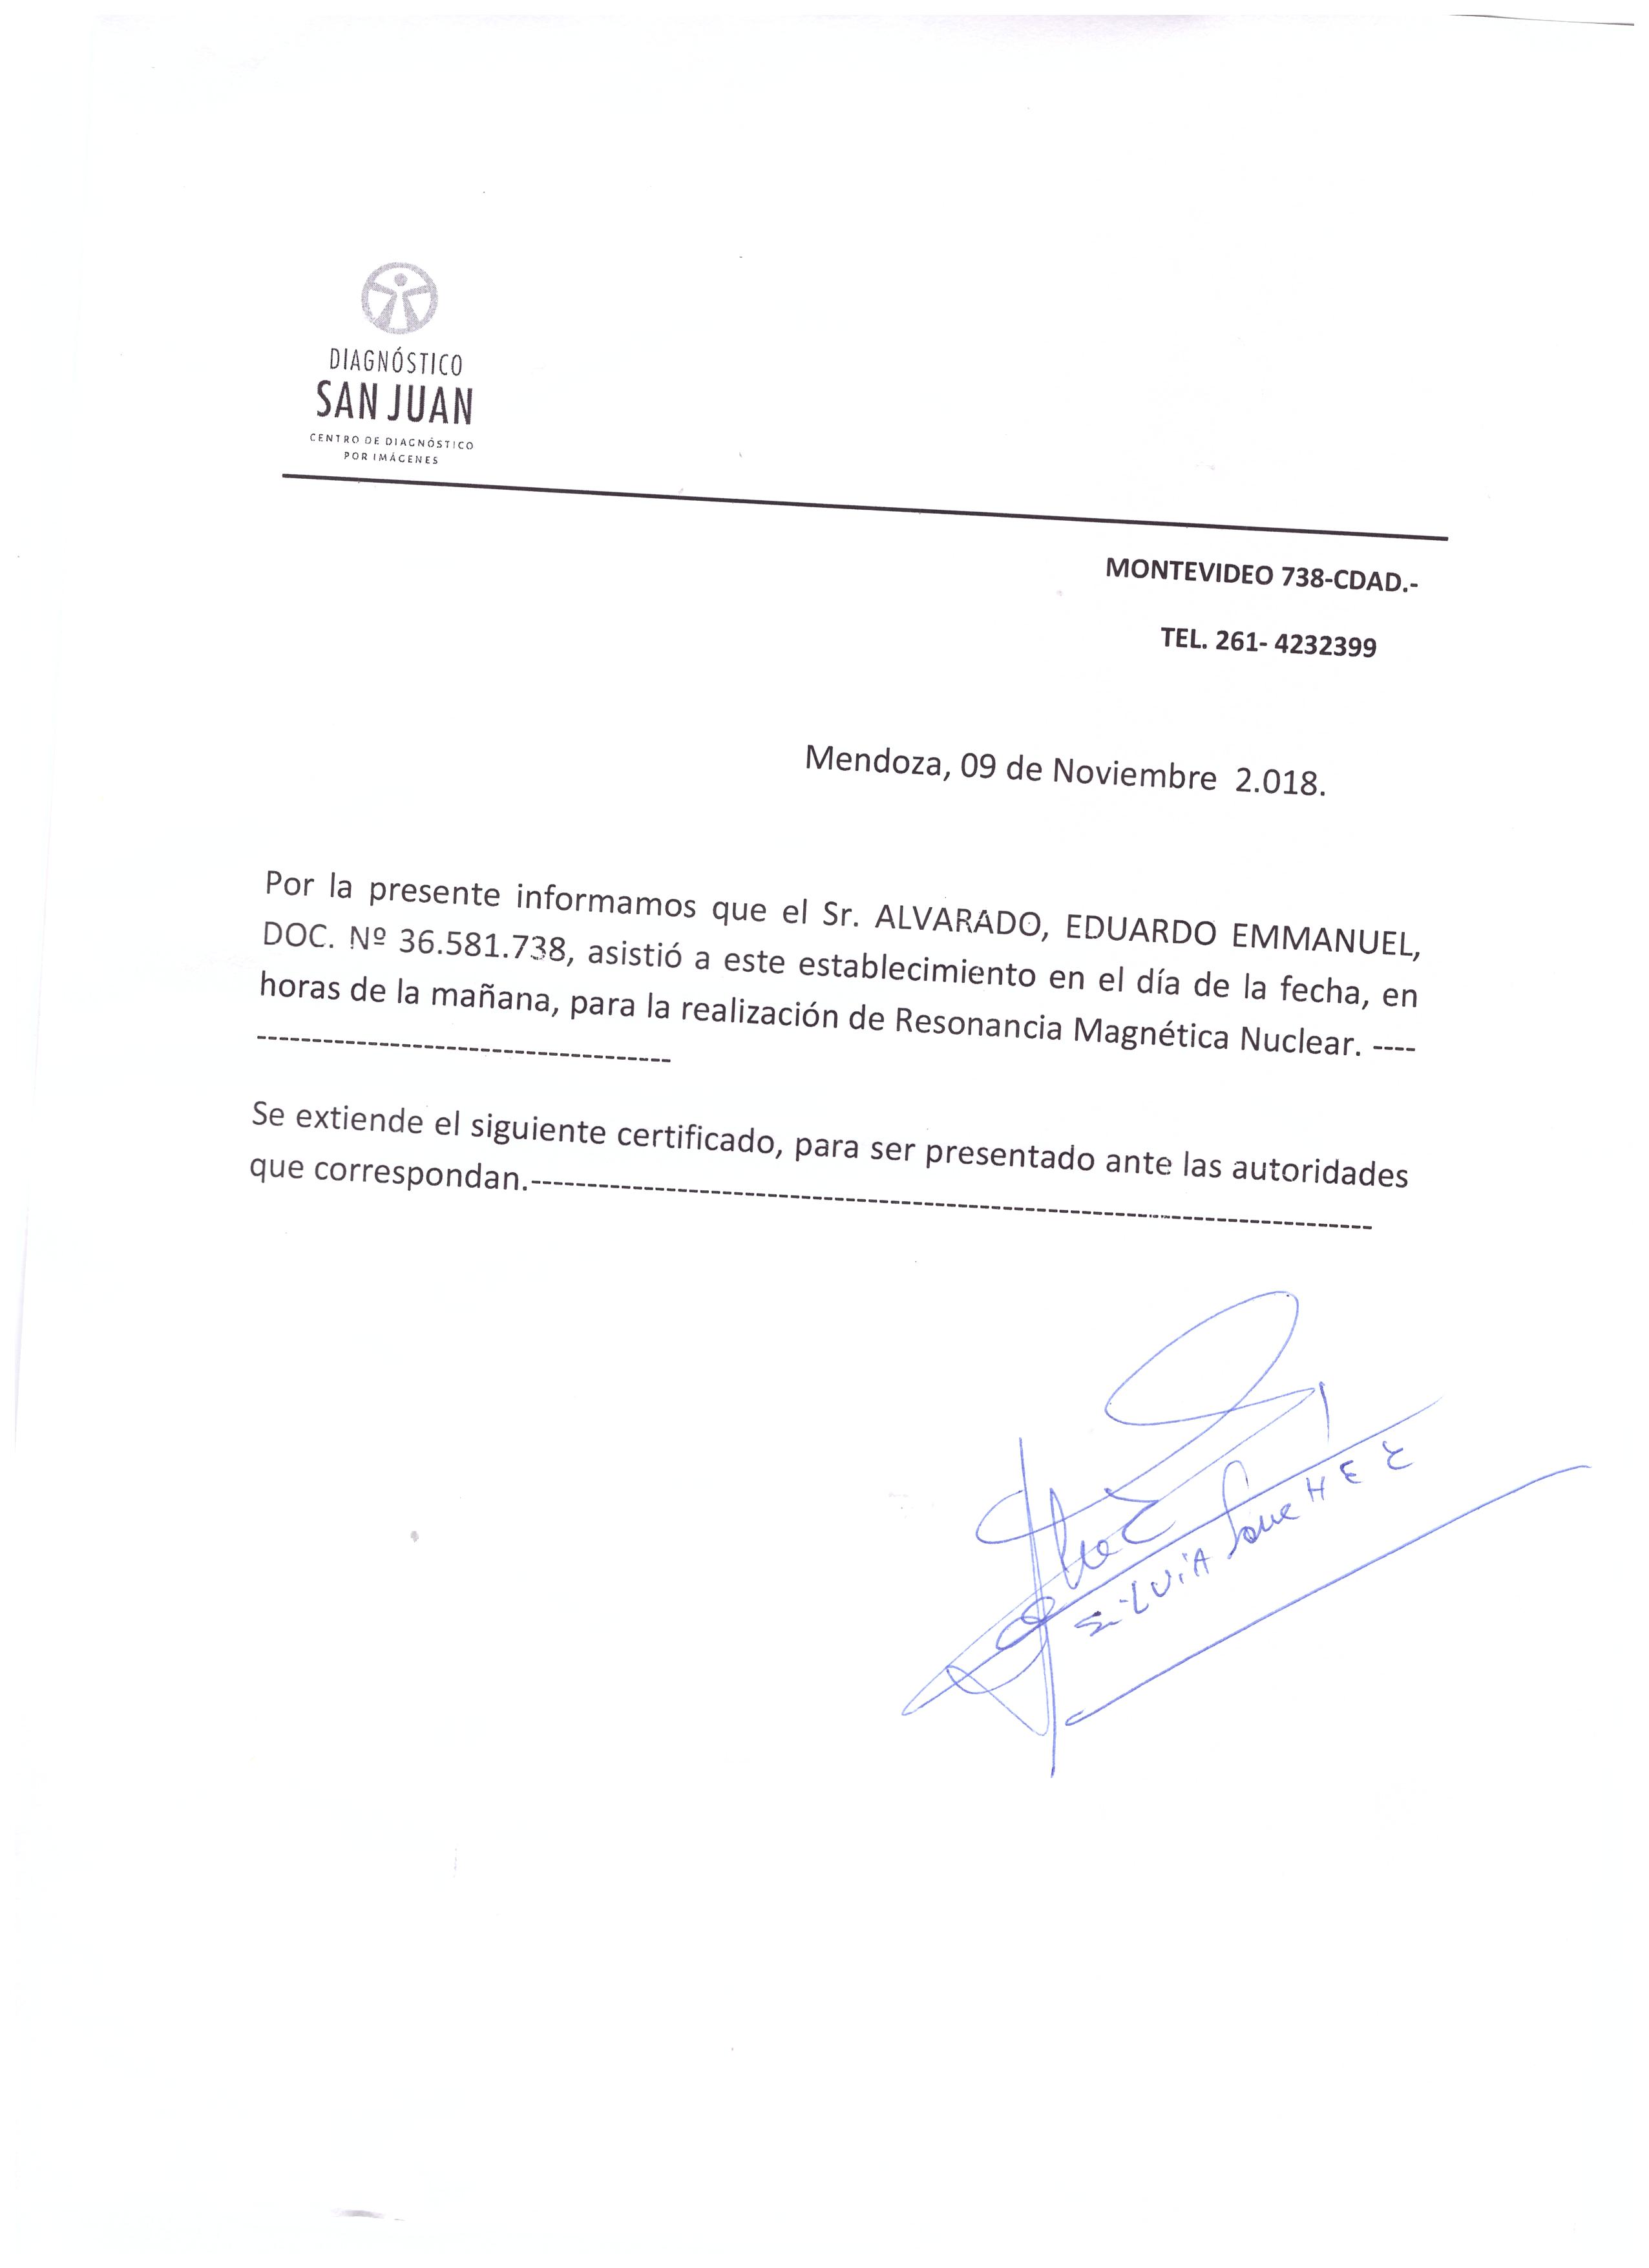 DIAGNÓSTICO
SAN JUAN
CENTRO DE DIAGNÓSTICO
POR IMÁGENES
MONTEVIDEO 738-CDAD.-
TEL. 261- 4232399
Mendoza, 09 de Noviembre  2.018.
Por la presente informamos que el Sr. ALVARADO, EDUARDO EMMANUEL,
DOC. Nº 36.581.738, asistió a este establecimiento en el día de la fecha, en
horas de la mañana, para la realización de Resonancia Magnética Nuclear. ----
-----------------------------------
Se extiende el siguiente certificado, para ser presentado ante las autoridades
que correspondan.-----------------------------------------------------------------------
SiLViA SancHEZ